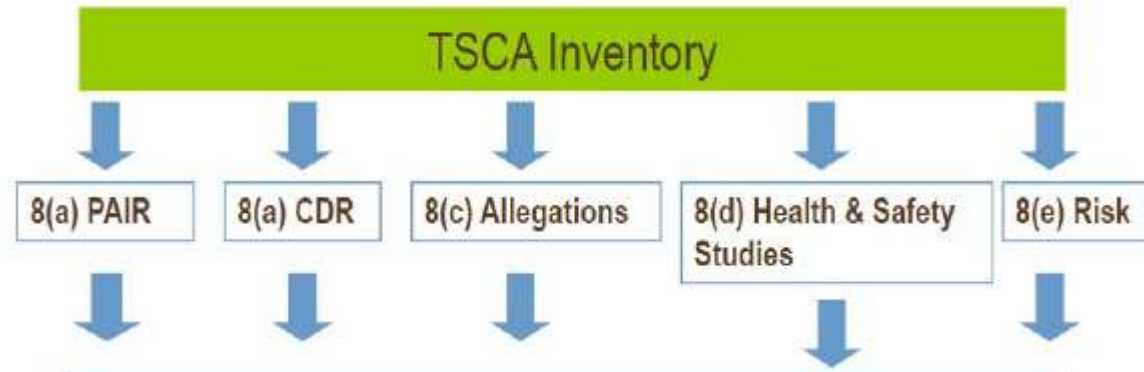 TSCA Inventory
8(a) PAIR
8(a) CDR
8(c) Allegations
8(d) Health & Safety
Studies
8(e) Risk